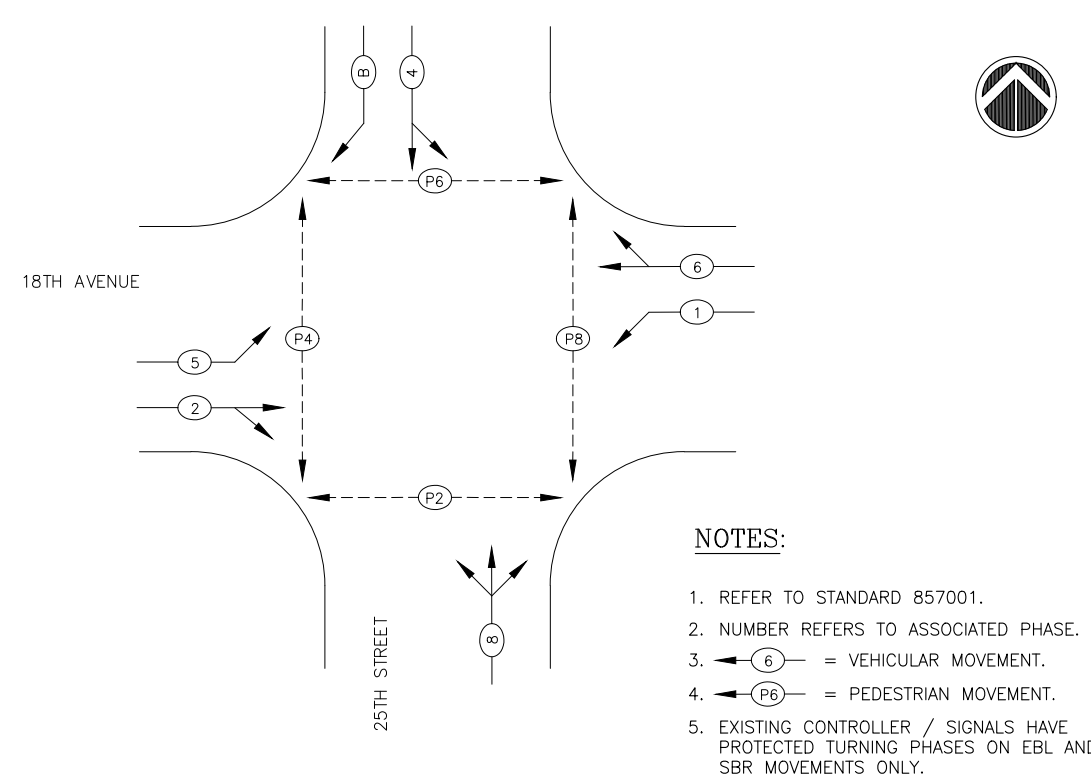 B
4
P6
6
18TH AVENUE
1
P4
P8
5
2
P2
8
25TH STREET
NOTES:
1. REFER TO STANDARD 857001.
2. NUMBER REFERS TO ASSOCIATED PHASE.
3. 6 = VEHICULAR MOVEMENT.
4. P6 = PEDESTRIAN MOVEMENT.
5. EXISTING CONTROLLER / SIGNALS HAVE
PROTECTED TURNING PHASES ON EBL AND
SBR MOVEMENTS ONLY.